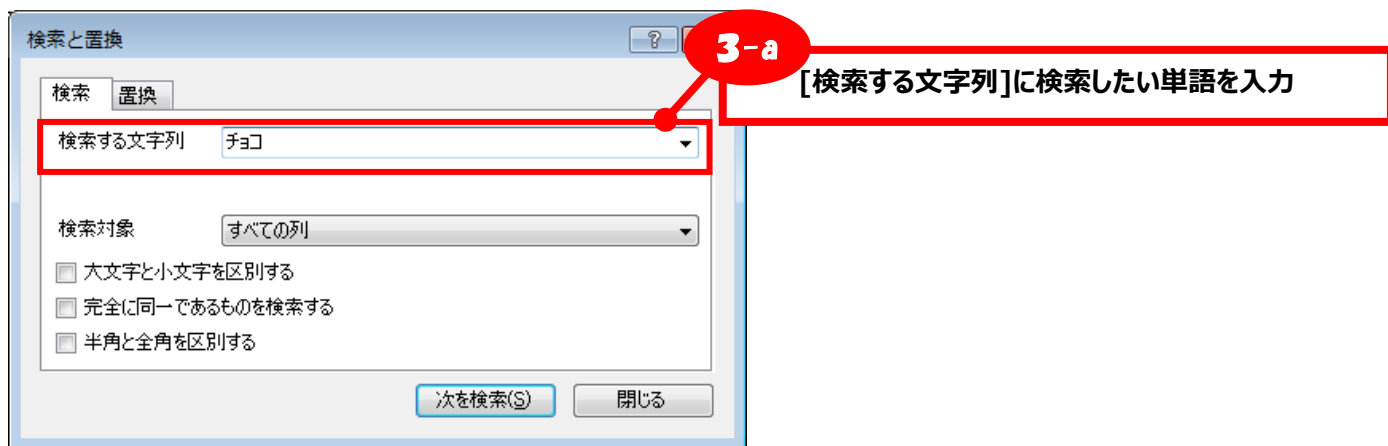 検索と置換
?
3-a
[検索する文字列]に検索したい単語を入力
検索 置換
検索する文字列 チョコ
検索対象 すべての列
大文字と小文字を区別する
完全に同一であるものを検索する
半角と全角を区別する
次を検索(S) 閉じる